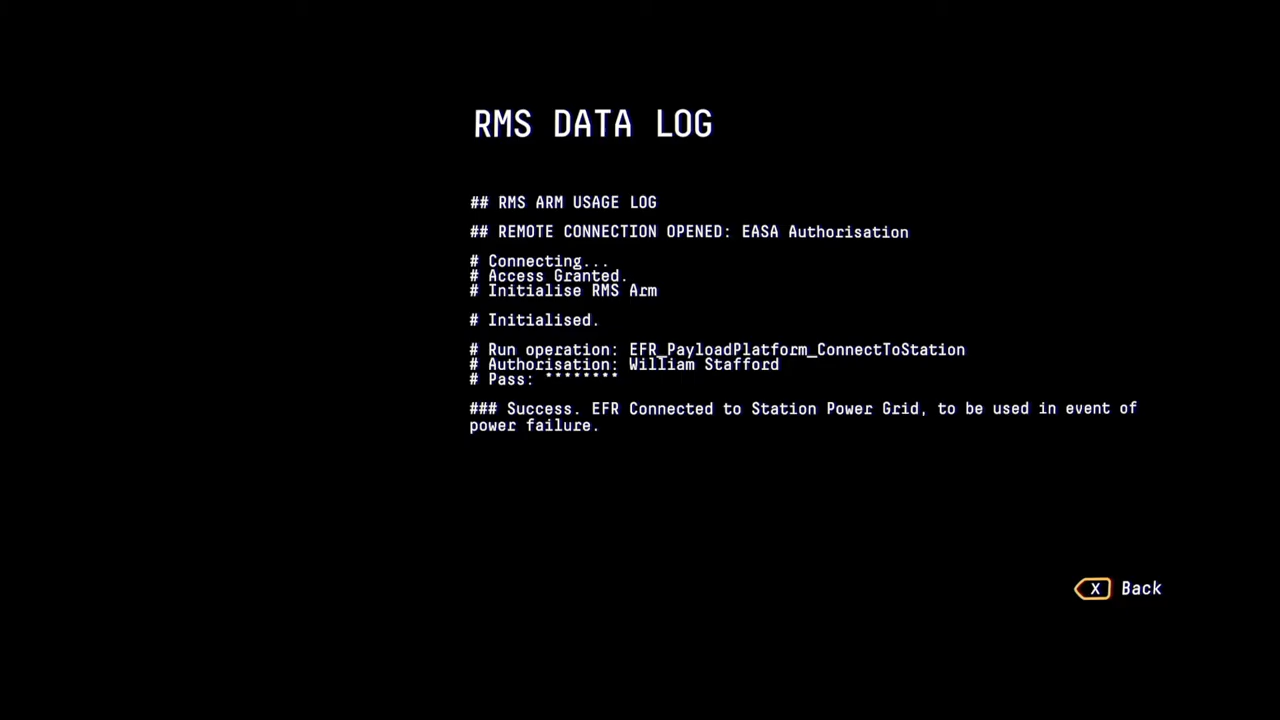 RMS DATA LOG
## RMS ARM USAGE LOG
## REMOTE CONNECTION OPENED: EASA Authorisation
# Connecting...
# Access Granted.
# Initialise RMS Arm
# Initialised.
# Run operation: EFR_PayloadPlatform_ConnectToStation
# Authorisation: William Stafford
# Pass: ********
### Success. EFR Connected to Station Power Grid, to be used in event of
power failure.
X Back